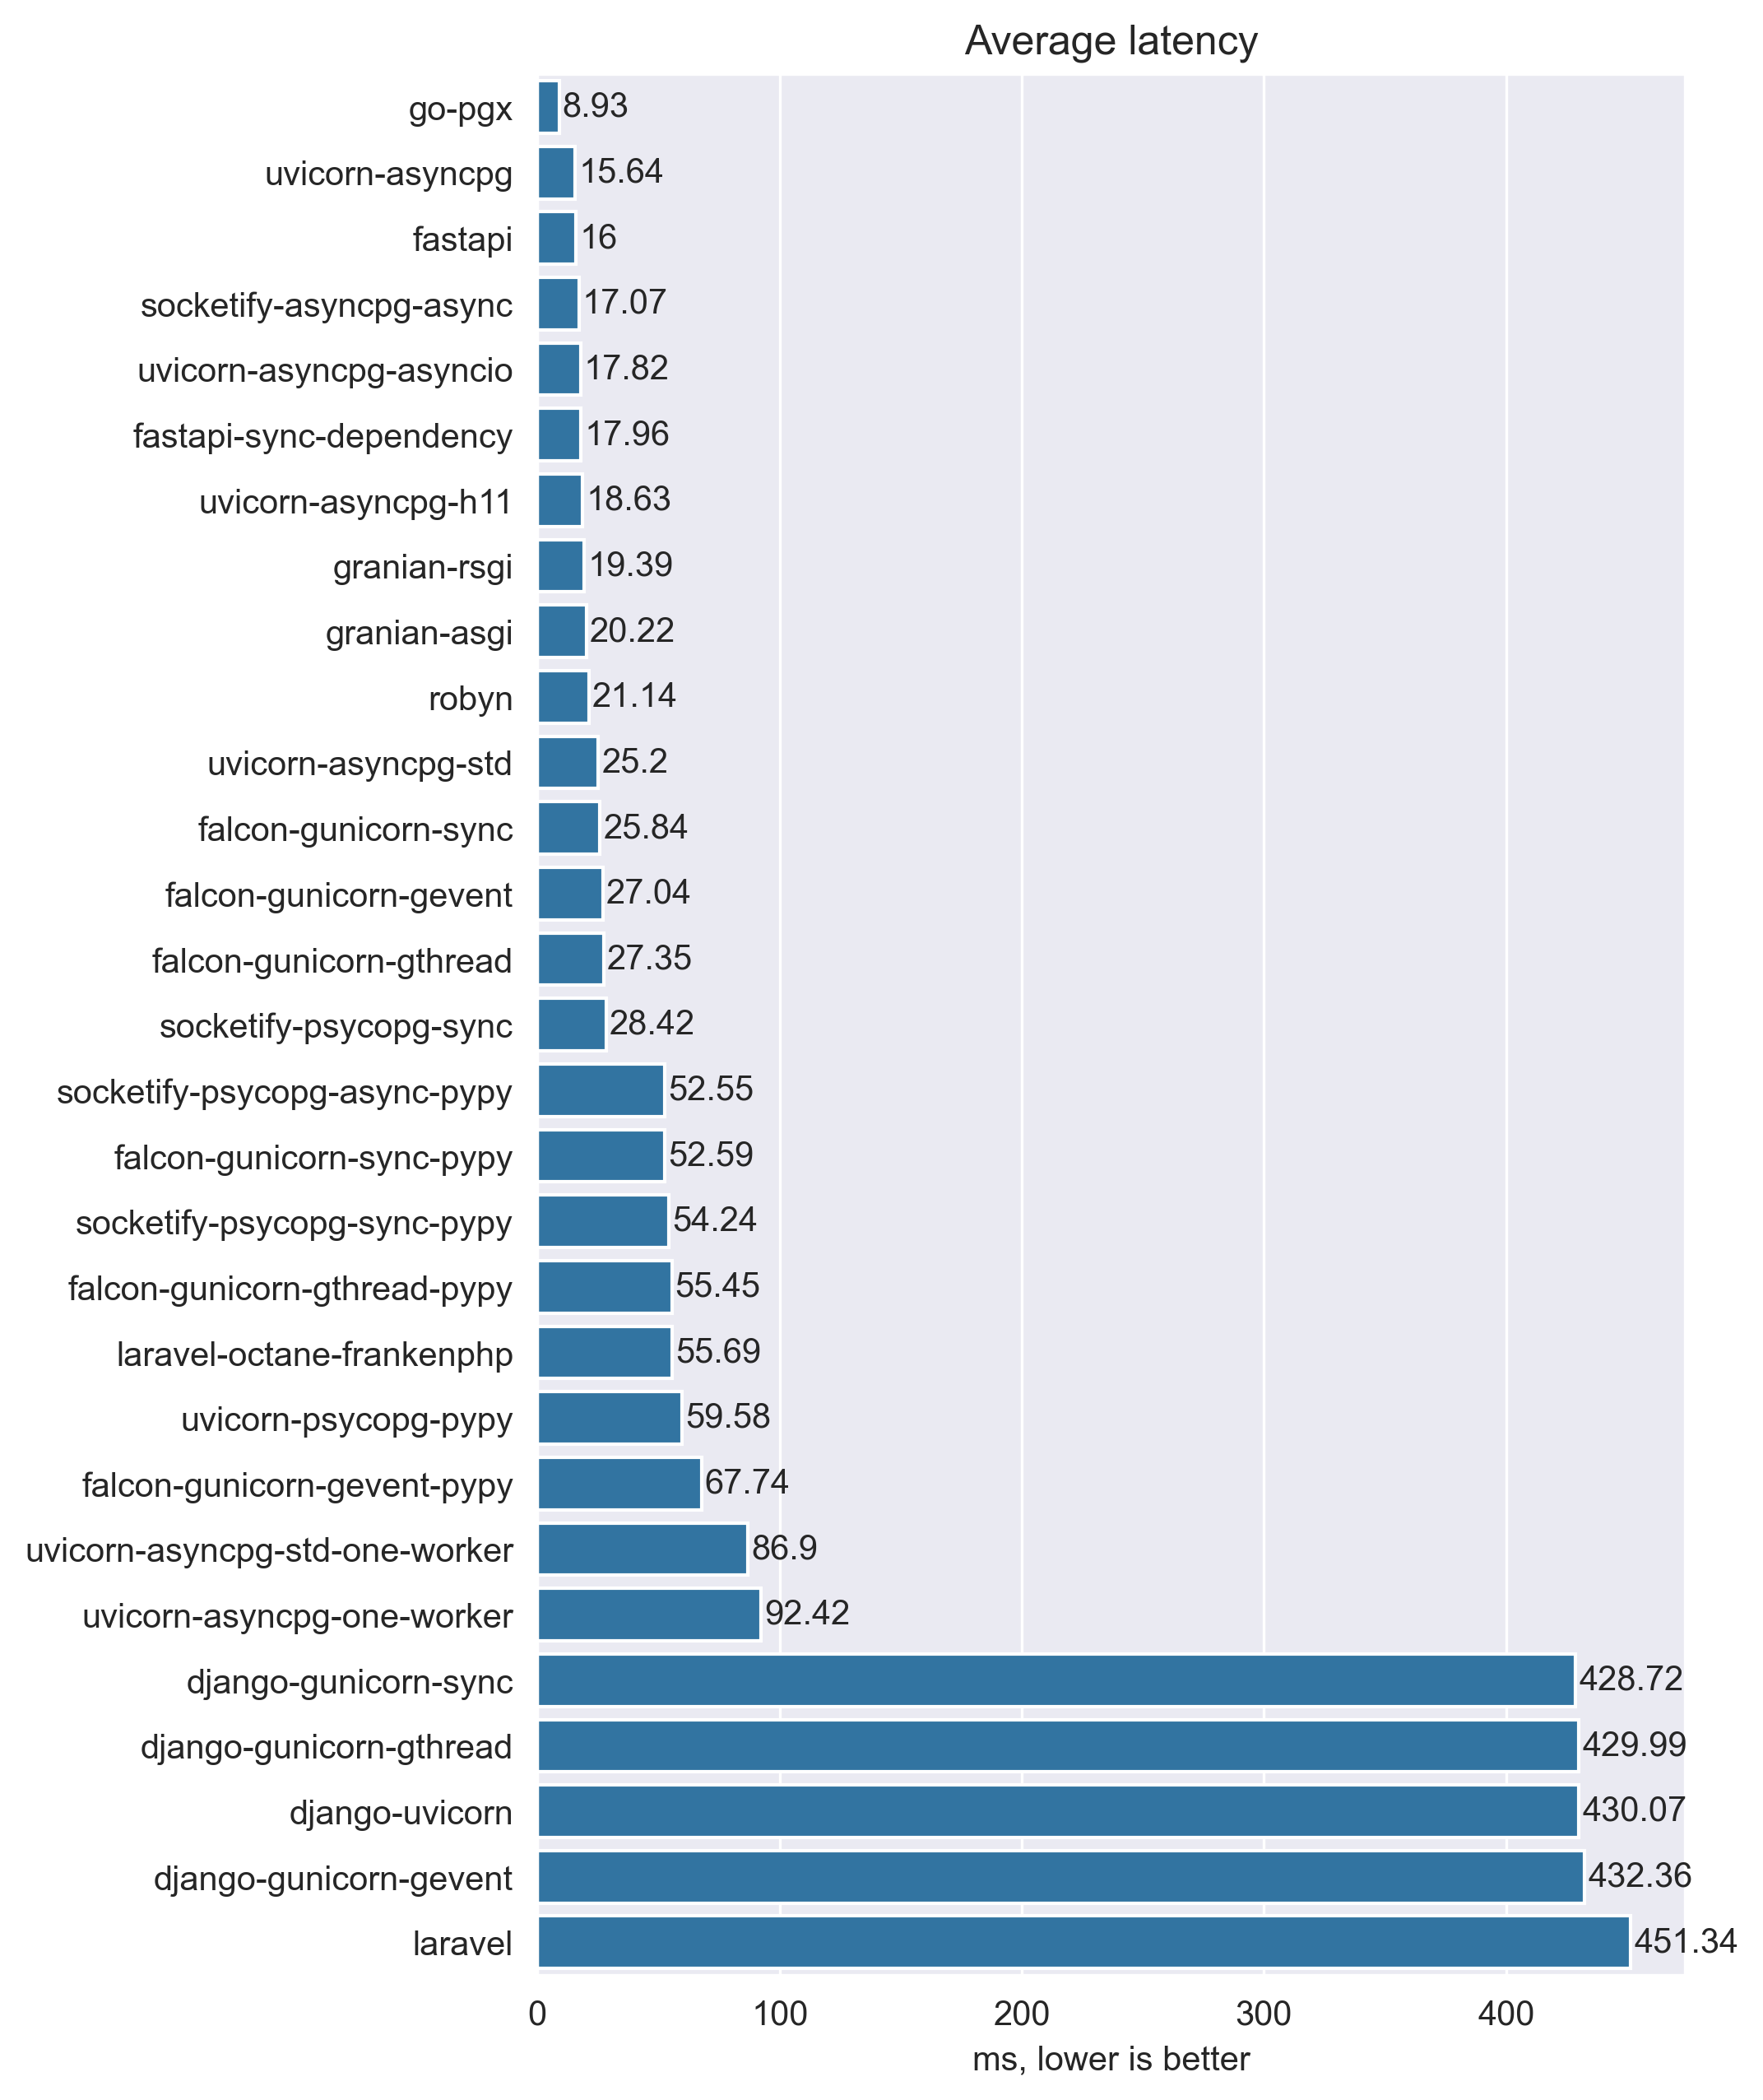 Average latency
go-pgx 8.93
uvicorn-asyncpg 15.64
fastapi 16
socketify-asyncpg-async 17.07
uvicorn-asyncpg-asyncio 17.82
fastapi-sync-dependency 17.96
uvicorn-asyncpg-h11 18.63
granian-rsgi 19.39
granian-asgi 20.22
robyn 21.14
uvicorn-asyncpg-std 25.2
falcon-gunicorn-sync 25.84
falcon-gunicorn-gevent 27.04
falcon-gunicorn-gthread 27.35
socketify-psycopg-sync 28.42
socketify-psycopg-async-pypy 52.55
falcon-gunicorn-sync-pypy 52.59
socketify-psycopg-sync-pypy 54.24
falcon-gunicorn-gthread-pypy 55.45
laravel-octane-frankenphp 55.69
uvicorn-psycopg-pypy 59.58
falcon-gunicorn-gevent-pypy 67.74
uvicorn-asyncpg-std-one-worker 86.9
uvicorn-asyncpg-one-worker 92.42
django-gunicorn-sync 428.72
django-gunicorn-gthread 429.99
django-uvicorn 430.07
django-gunicorn-gevent 432.36
laravel 451.34
0 100 200 300 400
ms, lower is better